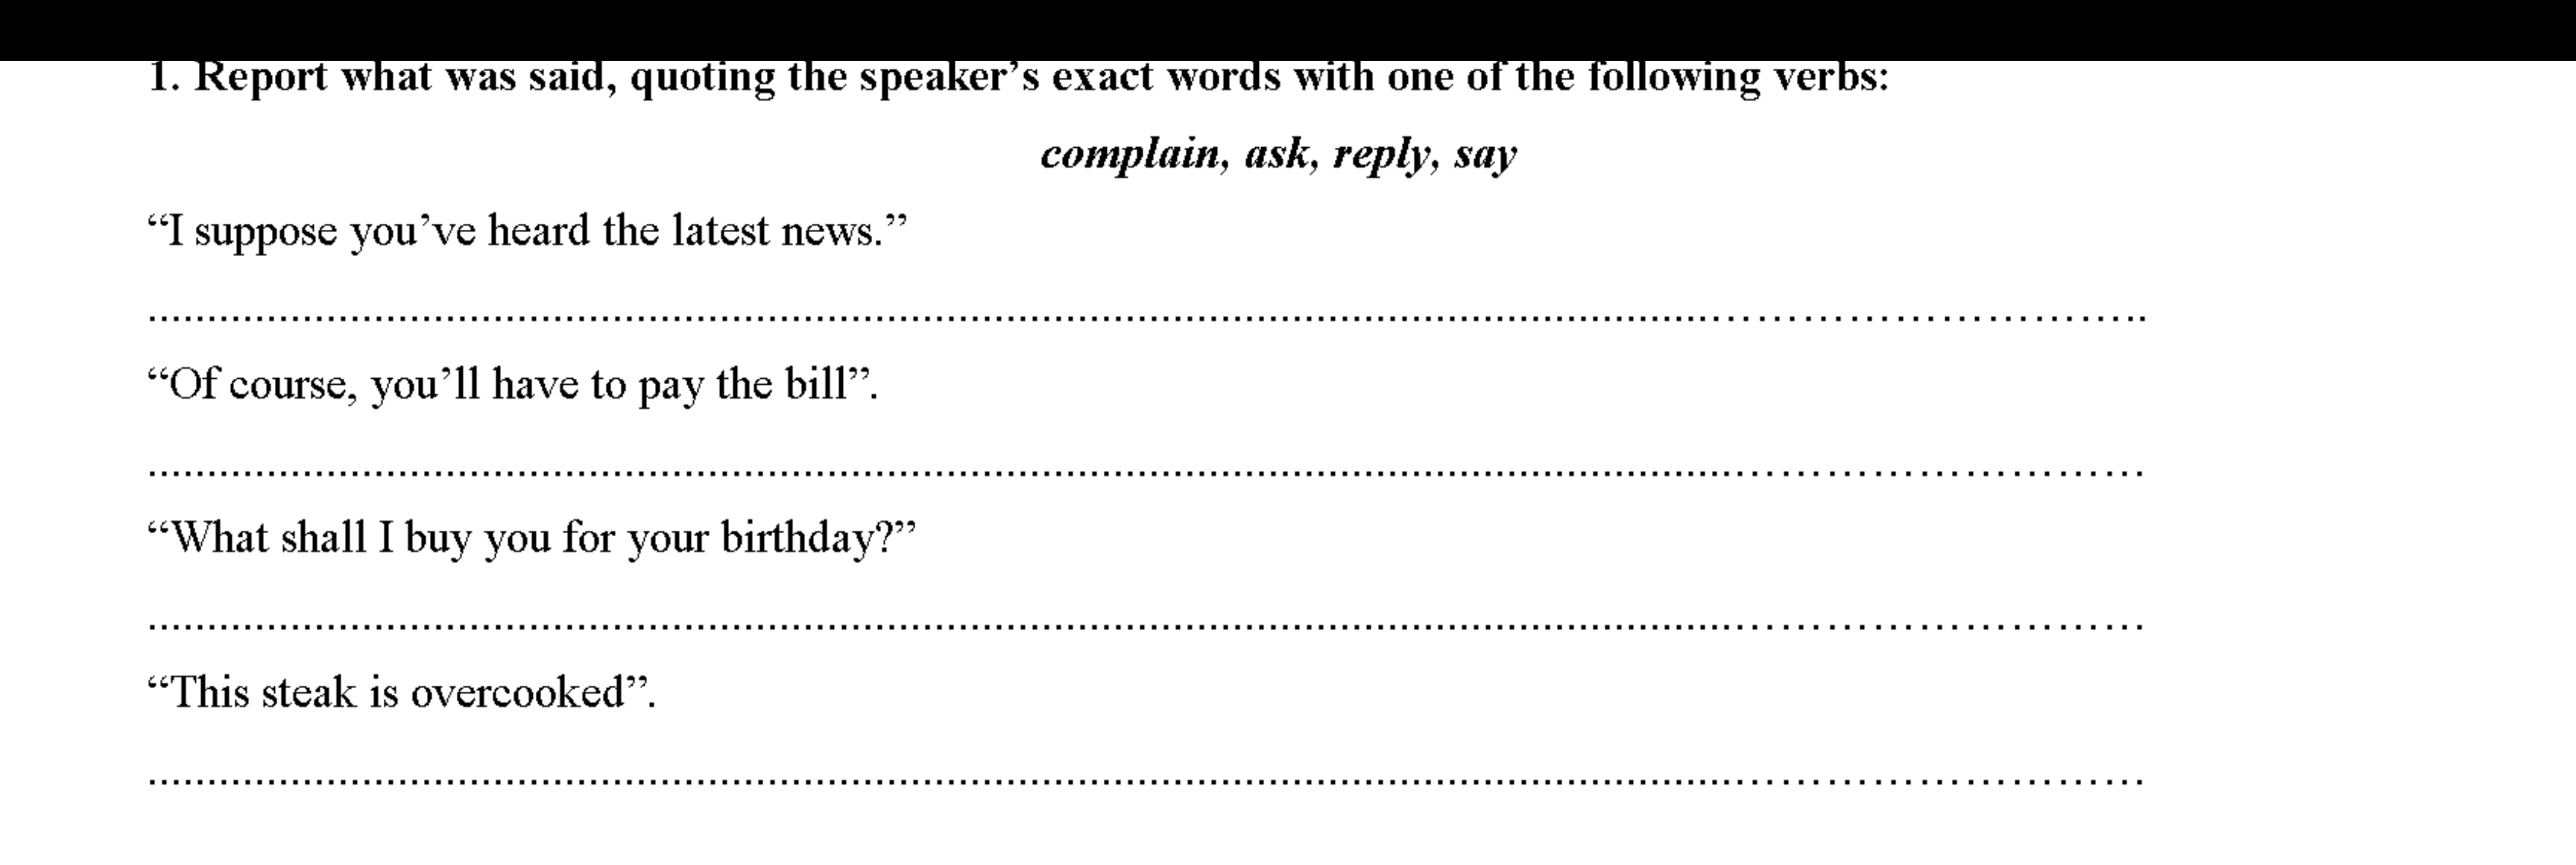 1. Report what was said, quoting the speaker’s exact words with one of the following verbs:
complain, ask, reply, say
“I suppose you’ve heard the latest news.”
“Of course, you’ll have to pay the bill”.
“What shall I buy you for your birthday?”
“This steak is overcooked”.